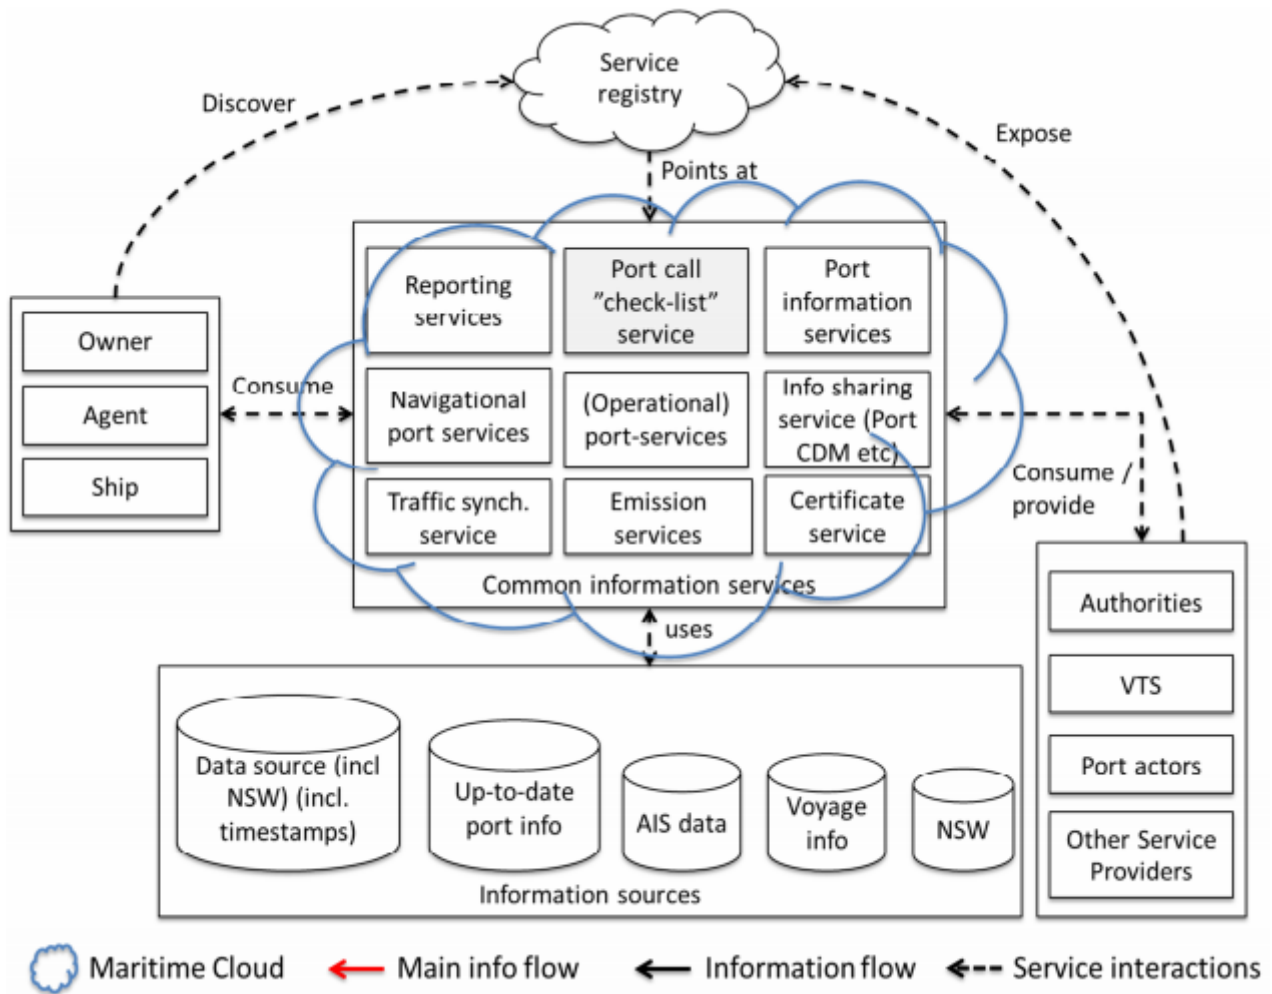 Service
registry
Discover
Expose
Points at
Reporting
services
Port call
”check-list”
service
Port
information
services
Owner
Agent
Ship
Consume
Navigational
port services
(Operational)
port-services
Info sharing
service (Port
CDM etc)
Consume /
provide
Traffic synch.
service
Emission
services
Certificate
service
Common information services
uses
Authorities
VTS
Port actors
Other Service
Providers
Data source (incl
NSW) (incl.
timestamps)
Up-to-date
port info
AIS data
Voyage
info
NSW
Information sources
Maritime Cloud
Main info flow
Information flow
Service interactions